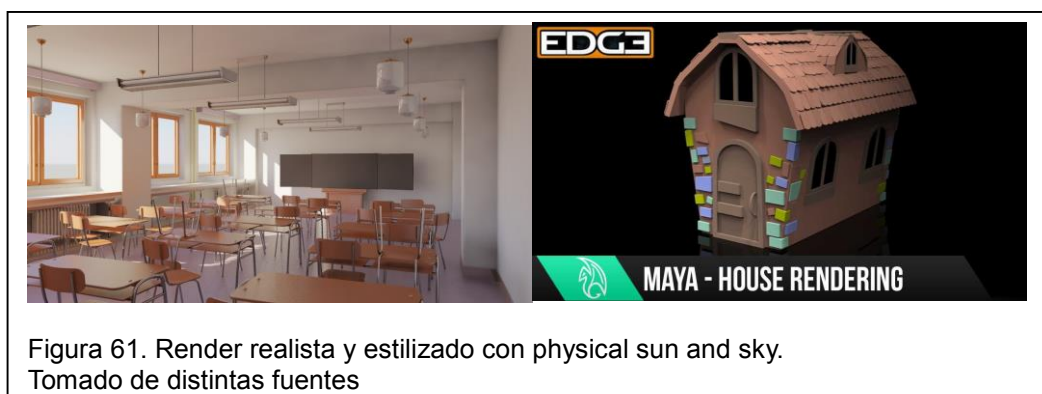 EDGE
MAYA - HOUSE RENDERING
Figura 61. Render realista y estilizado con physical sun and sky.
Tomado de distintas fuentes